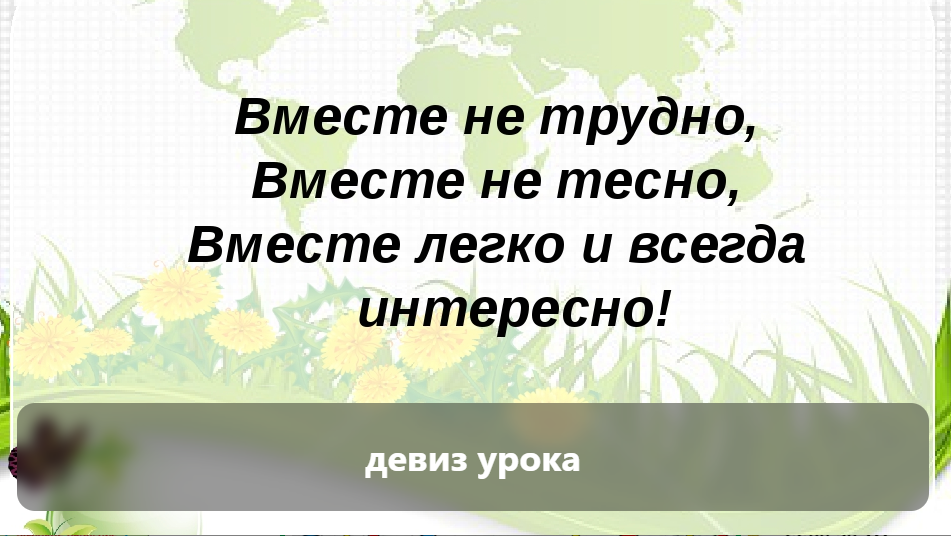 Вместе не трудно,
Вместе не тесно,
Вместе легко и всегда
интересно!
девиз урока